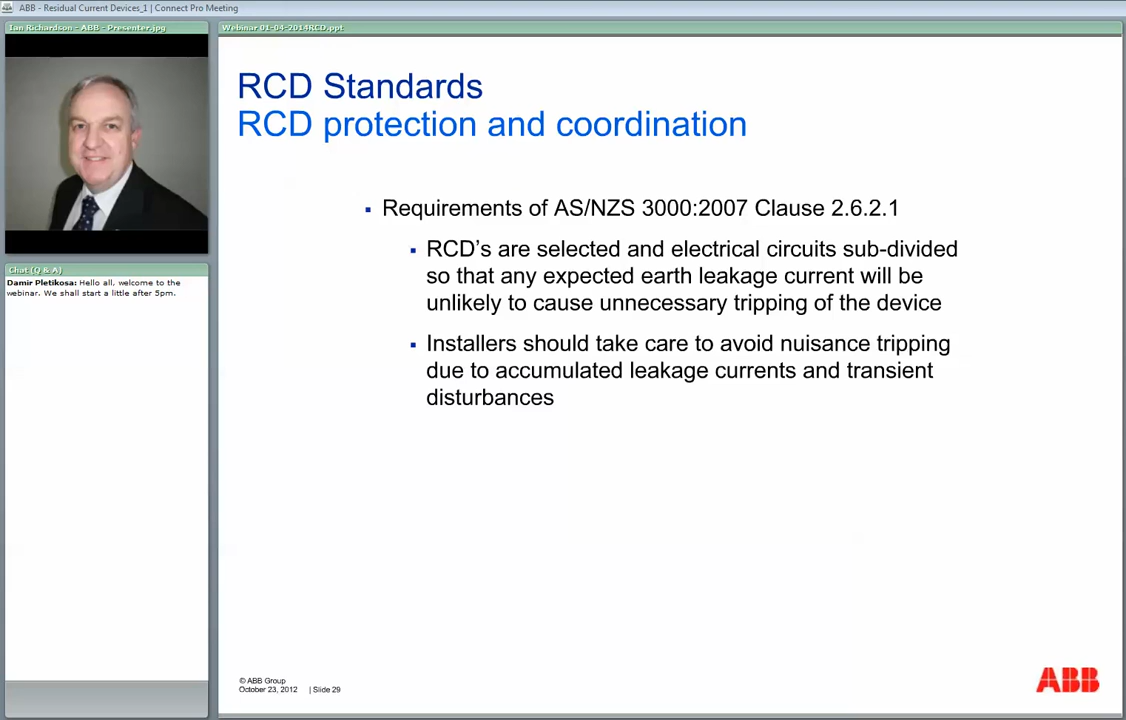 ABB - Residual Current Devices_1 | Connect Pro Meeting
Ian Richardson - ABB - Presenter.jpg
Webinar 01-04-2014RCD.ppt
RCD Standards
RCD protection and coordination
▪ Requirements of AS/NZS 3000:2007 Clause 2.6.2.1
▪ RCD’s are selected and electrical circuits sub-divided
so that any expected earth leakage current will be
unlikely to cause unnecessary tripping of the device
▪ Installers should take care to avoid nuisance tripping
due to accumulated leakage currents and transient
disturbances
Chat (Q & A)
Damir Pletikosa: Hello all, welcome to the
webinar. We shall start a little after 5pm.
© ABB Group
October 23, 2012 | Slide 29
ABB